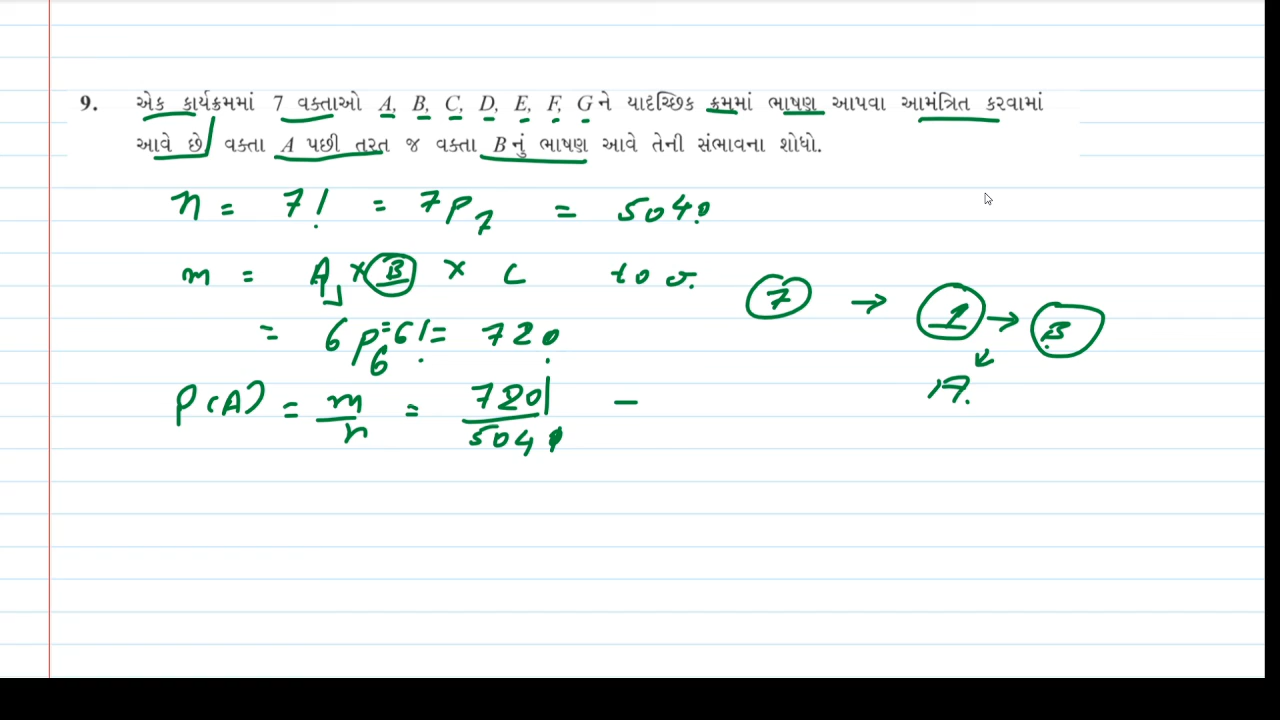 9. એક કાર્યક્રમમાં 7 વક્તાઓ A, B, C, D, E, F, G ને યાદચ્છિક ક્રમમાં ભાષણ આપવા આમંત્રિત કરવામાં
આવે છે વક્તા A પછી તરત જ વક્તા B નું ભાષણ આવે તેની સંભાવના શોધો.
n = 7! = 7P7 = 5040
m = A × B × C to
7 → 1 → B
= 6P6 = 6! = 720
A.
P(A) = m/n = 720/5040 =